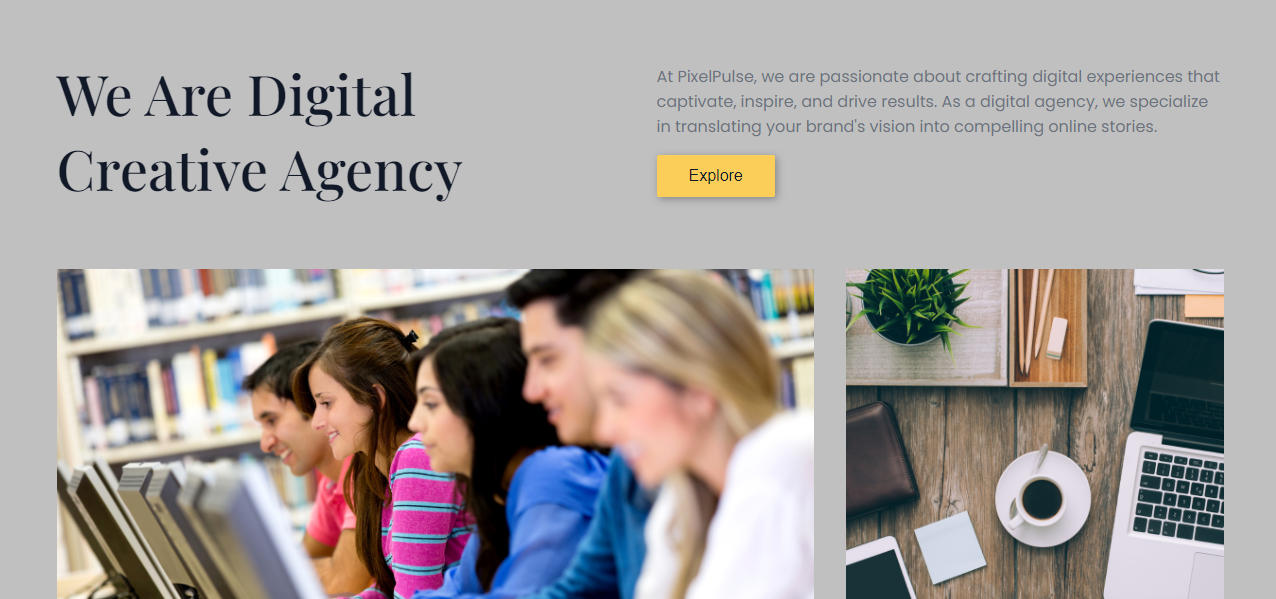 We Are Digital
Creative Agency
At PixelPulse, we are passionate about crafting digital experiences that
captivate, inspire, and drive results. As a digital agency, we specialize
in translating your brand's vision into compelling online stories.
Explore